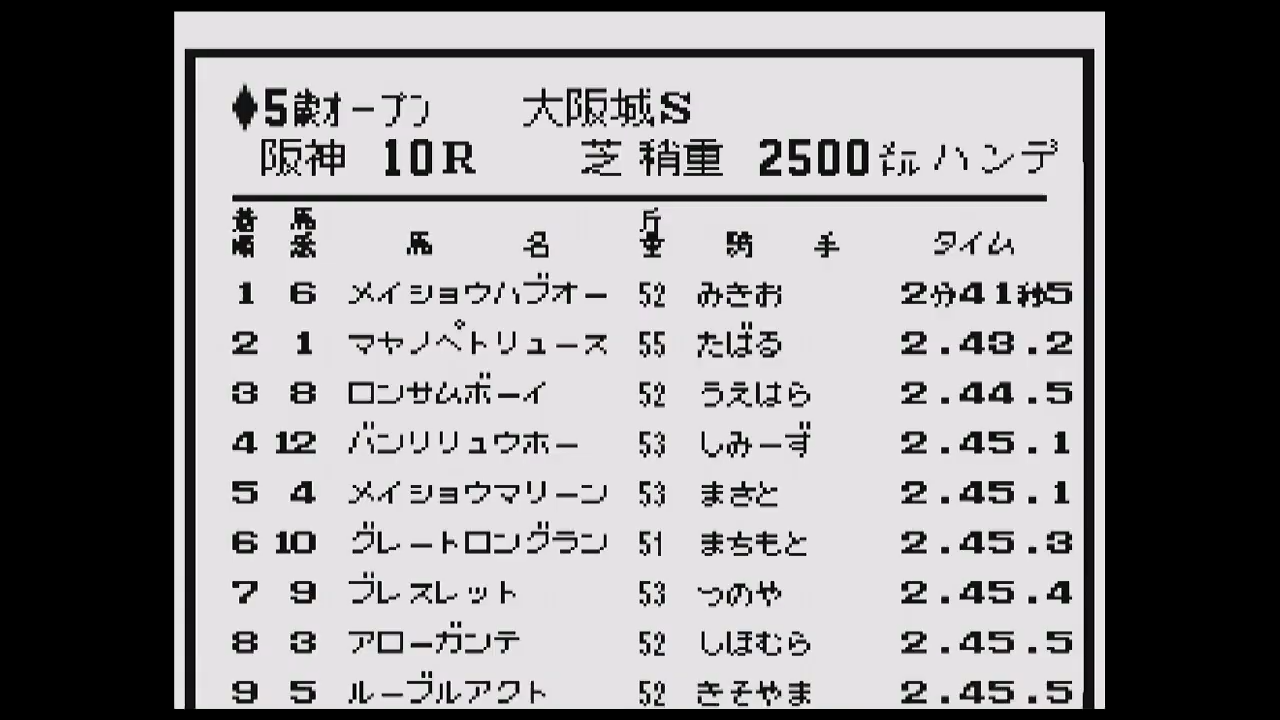 ♦5歳オープン 大阪城S
阪神 10R 芝 稍重 2500メートル ハンデ
着順 馬番 馬名 斤量 騎手 タイム
1 6 メイショウハブオー 52 みきお 2分41秒5
2 1 マヤノペトリュース 55 たばる 2.43.2
3 8 ロンサムボーイ 52 うえはら 2.44.5
4 12 バンリリュウホー 53 しみーず 2.45.1
5 4 メイショウマリーン 53 まさと 2.45.1
6 10 グレートロングラン 51 まちもと 2.45.3
7 9 ブレスレット 53 つのや 2.45.4
8 3 アローガンテ 52 しほむら 2.45.5
9 5 ルーブルアクト 52 きそやま 2.45.5